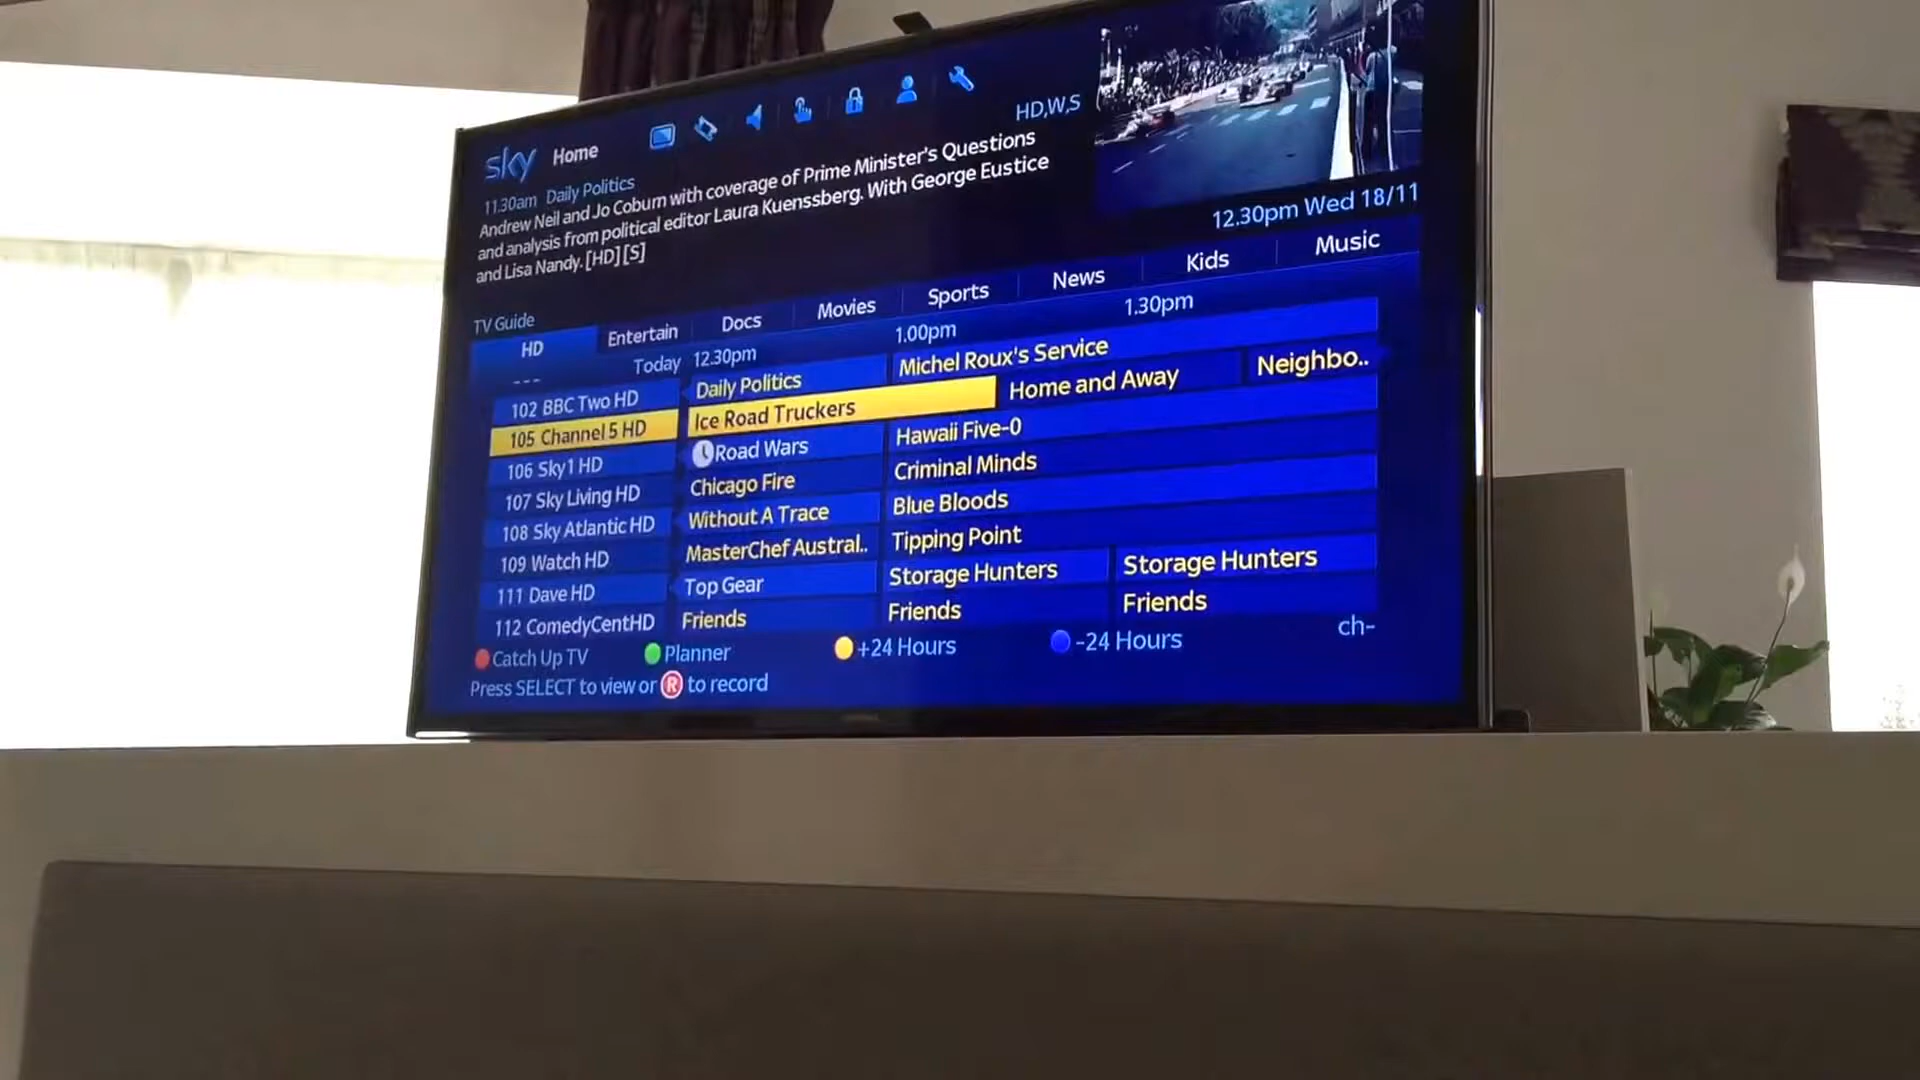 sky Home
HD,W,S
11.30am Daily Politics
Andrew Neil and Jo Coburn with coverage of Prime Minister's Questions
and analysis from political editor Laura Kuenssberg. With George Eustice
and Lisa Nandy. [HD] [S]
12.30pm Wed 18/11
TV Guide
HD Entertain Docs Movies Sports News Kids Music
Today 12.30pm 1.00pm 1.30pm
---
102 BBC Two HD Daily Politics Michel Roux's Service
105 Channel 5 HD Ice Road Truckers Home and Away Neighbo..
106 Sky1 HD Road Wars Hawaii Five-0
107 Sky Living HD Chicago Fire Criminal Minds
108 Sky Atlantic HD Without A Trace Blue Bloods
109 Watch HD MasterChef Austral.. Tipping Point
111 Dave HD Top Gear Storage Hunters Storage Hunters
112 ComedyCentHD Friends Friends Friends
Catch Up TV Planner +24 Hours -24 Hours ch-
Press SELECT to view or R to record